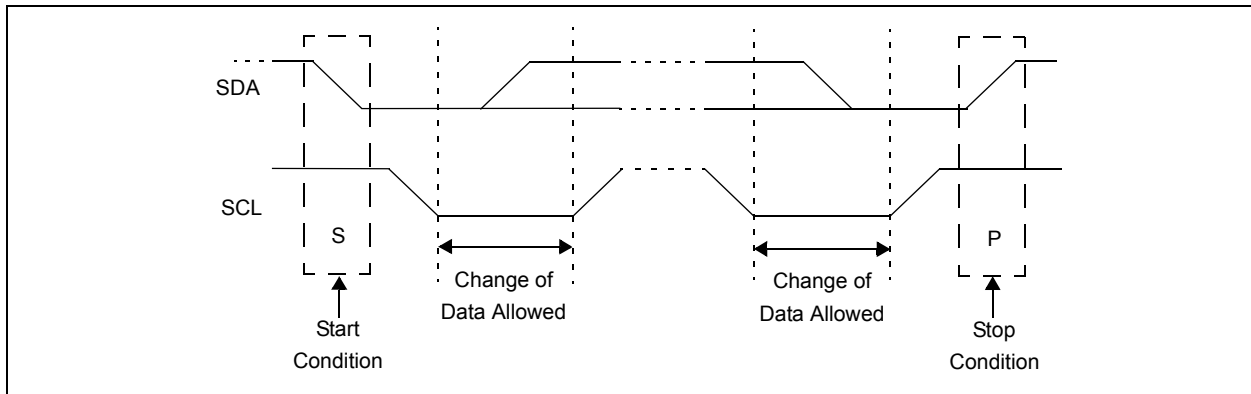 SDA
SCL
S
P
Change of
Data Allowed
Change of
Data Allowed
Start
Condition
Stop
Condition